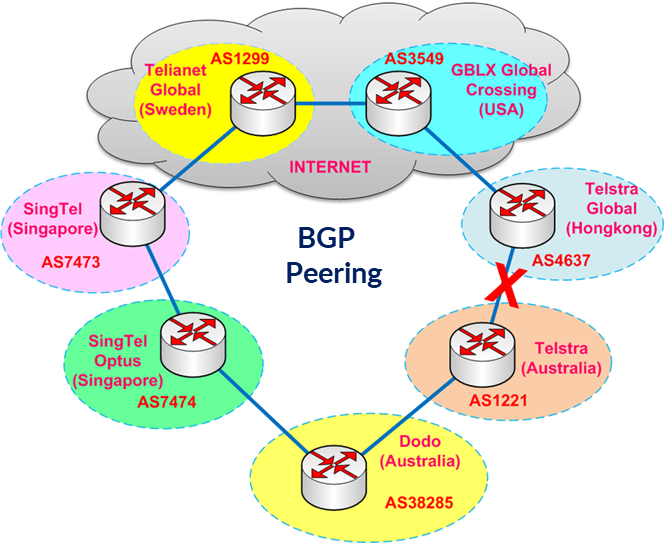 AS1299
Telianet
Global
(Sweden)
AS3549
GBLX Global
Crossing
(USA)
INTERNET
SingTel
(Singapore)
AS7473
BGP
Peering
Telstra
Global
(Hongkong)
AS4637
X
SingTel
Optus
(Singapore)
AS7474
Telstra
(Australia)
AS1221
Dodo
(Australia)
AS38285